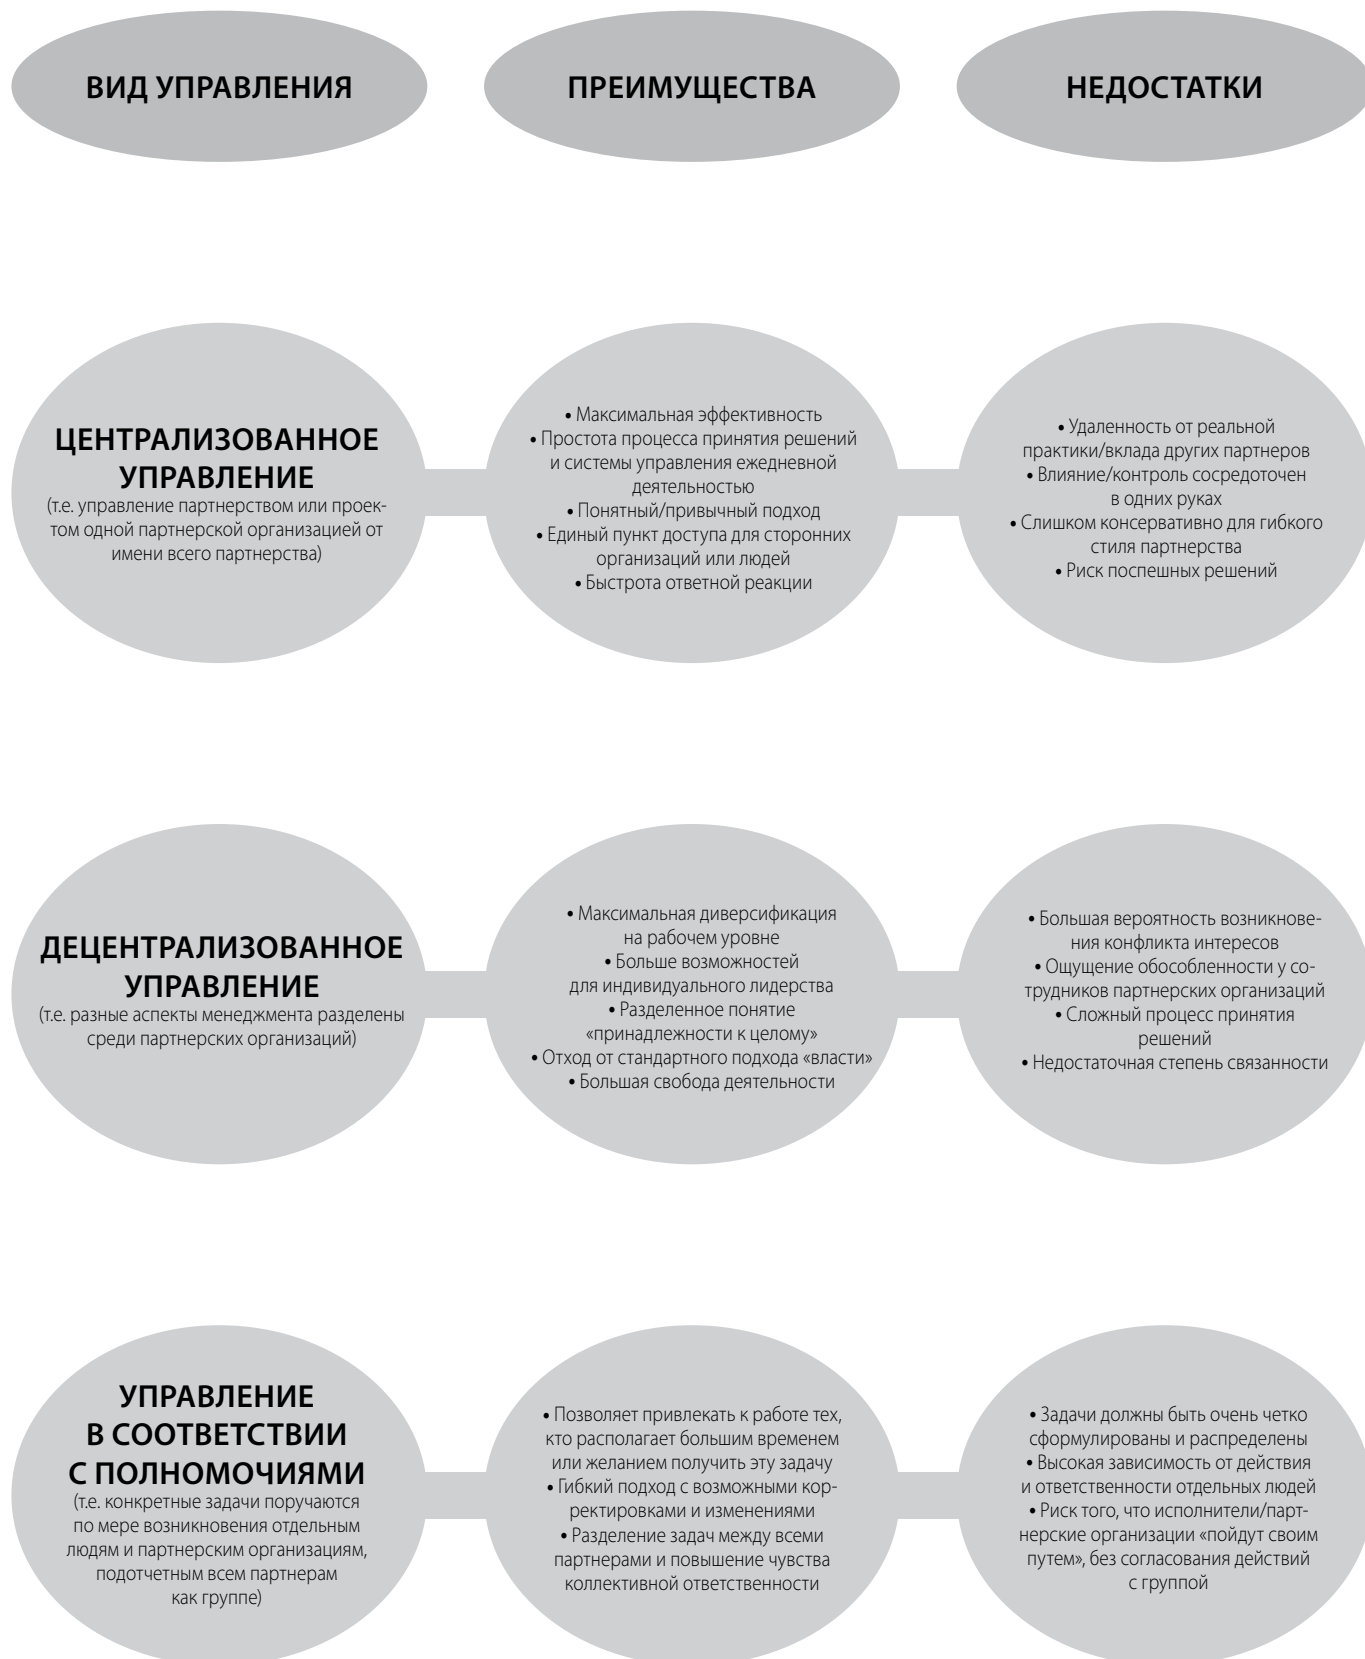 ВИД УПРАВЛЕНИЯ
ПРЕИМУЩЕСТВА
НЕДОСТАТКИ
ЦЕНТРАЛИЗОВАННОЕ
УПРАВЛЕНИЕ
(т.е. управление партнерством или проек-
том одной партнерской организацией от
имени всего партнерства)
• Максимальная эффективность
• Простота процесса принятия решений
и системы управления ежедневной
деятельностью
• Понятный/привычный подход
• Единый пункт доступа для сторонних
организаций или людей
• Быстрота ответной реакции
• Удаленность от реальной
практики/вклада других партнеров
• Влияние/контроль сосредоточен
в одних руках
• Слишком консервативно для гибкого
стиля партнерства
• Риск поспешных решений
ДЕЦЕНТРАЛИЗОВАННОЕ
УПРАВЛЕНИЕ
(т.е. разные аспекты менеджмента разделены
среди партнерских организаций)
• Максимальная диверсификация
на рабочем уровне
• Больше возможностей
для индивидуального лидерства
• Разделенное понятие
«принадлежности к целому»
• Отход от стандартного подхода «власти»
• Большая свобода деятельности
• Большая вероятность возникнове-
ния конфликта интересов
• Ощущение обособленности у со-
трудников партнерских организаций
• Сложный процесс принятия
решений
• Недостаточная степень связанности
УПРАВЛЕНИЕ
В СООТВЕТСТВИИ
С ПОЛНОМОЧИЯМИ
(т.е. конкретные задачи поручаются
по мере возникновения отдельным
людям и партнерским организациям,
подотчетным всем партнерам
как группе)
• Позволяет привлекать к работе тех,
кто располагает большим временем
или желанием получить эту задачу
• Гибкий подход с возможными кор-
ректировками и изменениями
• Разделение задач между всеми
партнерами и повышение чувства
коллективной ответственности
• Задачи должны быть очень четко
сформулированы и распределены
• Высокая зависимость от действия
и ответственности отдельных людей
• Риск того, что исполнители/парт-
нерские организации «пойдут своим
путем», без согласования действий
с группой